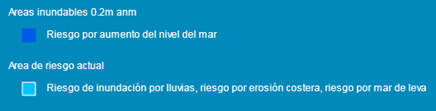 Areas inundables 0.2m anm
Riesgo por aumento del nivel del mar
Area de riesgo actual
Riesgo de inundación por lluvias, riesgo por erosión costera, riesgo por mar de leva